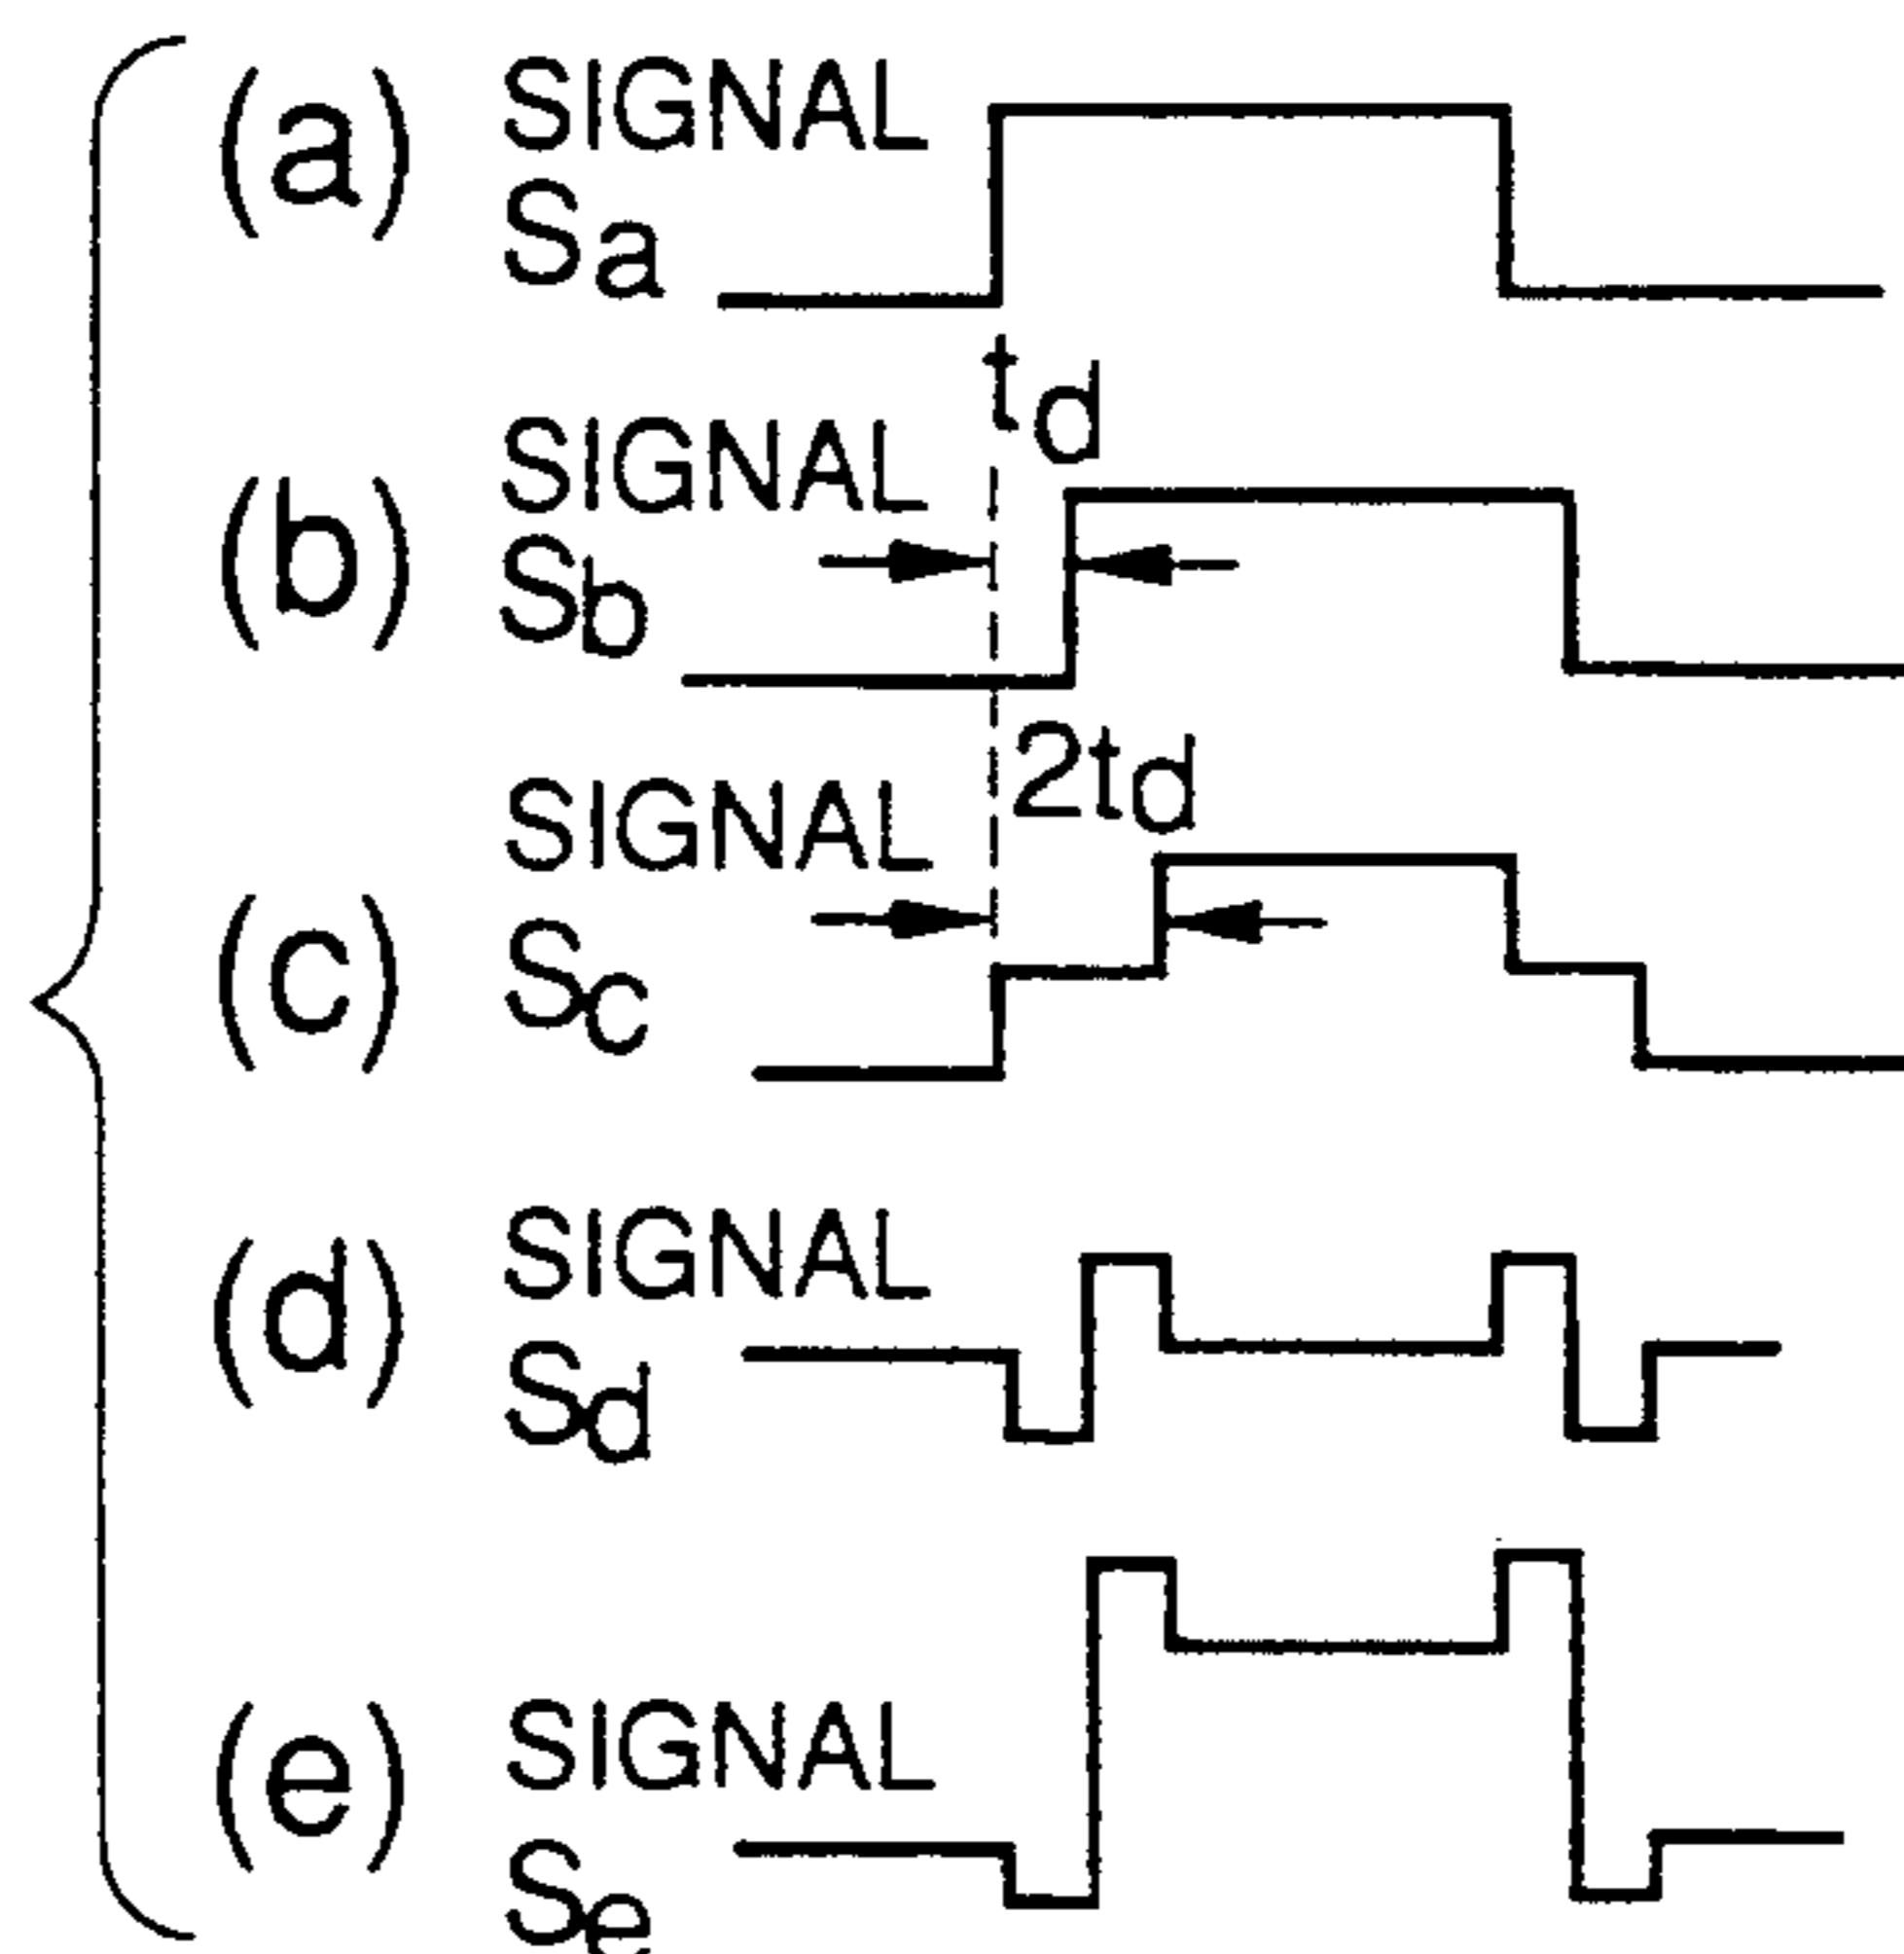 (a) SIGNAL
Sa
td
(b) SIGNAL
Sb
2td
(c) SIGNAL
Sc
(d) SIGNAL
Sd
(e) SIGNAL
Se